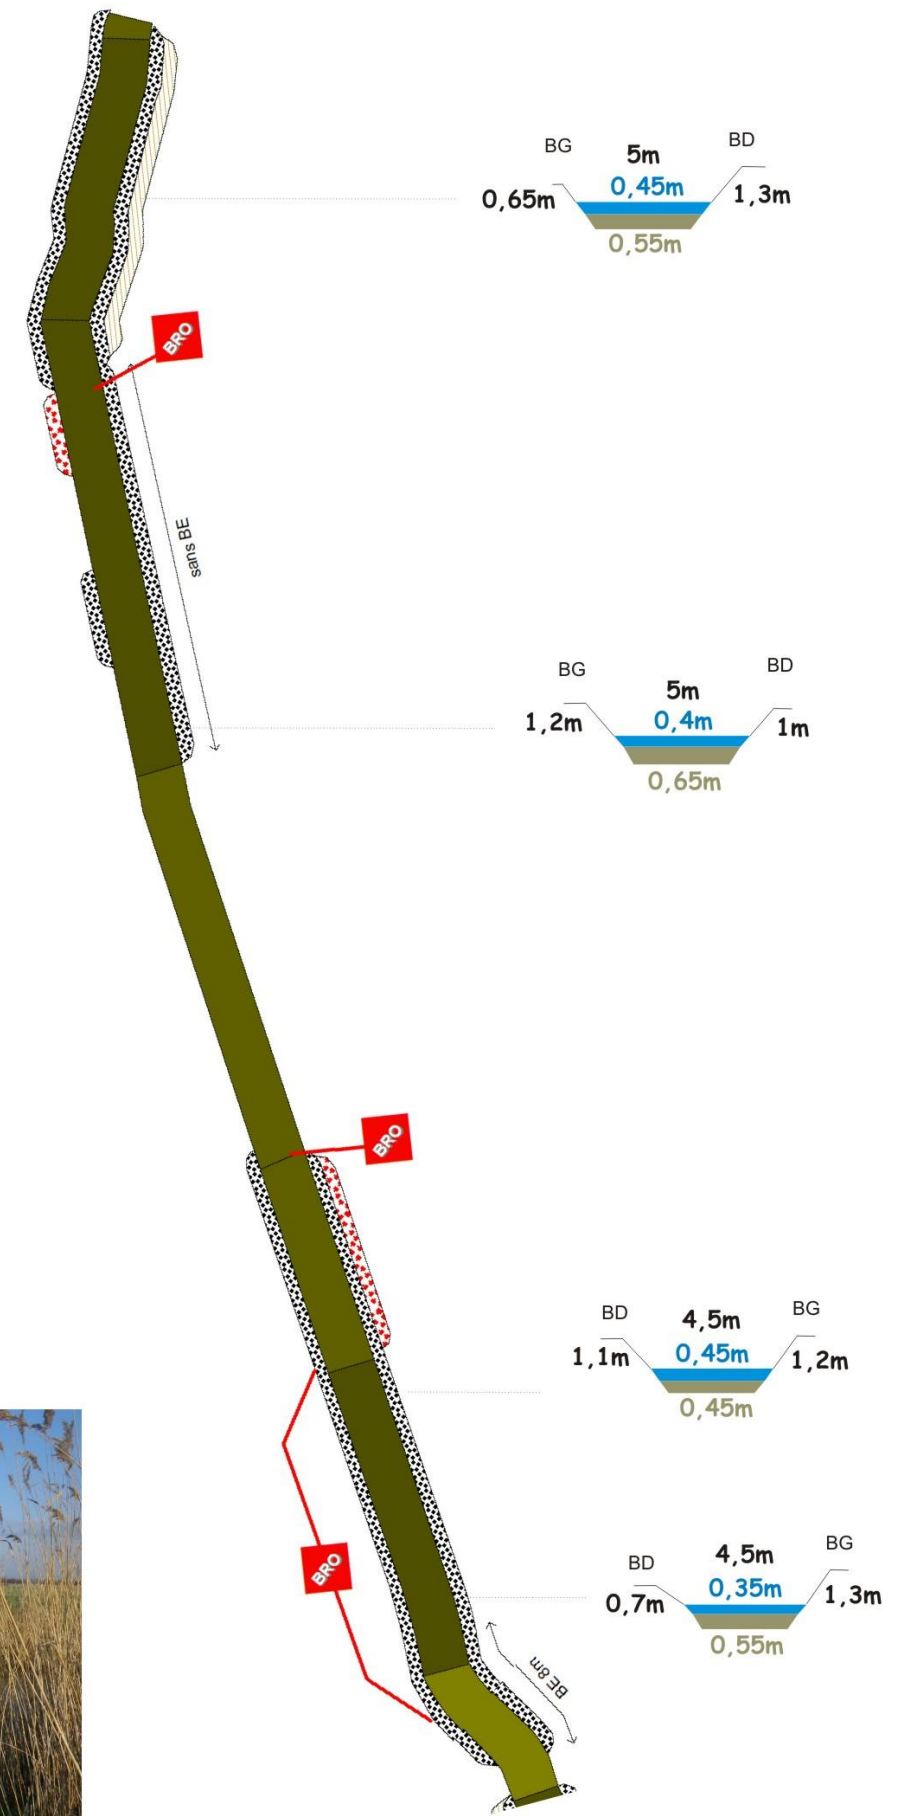 BG
5m
BD
0,45m
0,65m
1,3m
0,55m
BRO
sans BE
BG
5m
BD
0,4m
1,2m
1m
0,65m
BRO
BD
4,5m
BG
0,45m
1,1m
1,2m
0,45m
BRO
BD
4,5m
BG
0,35m
0,7m
1,3m
0,55m
BE 8m